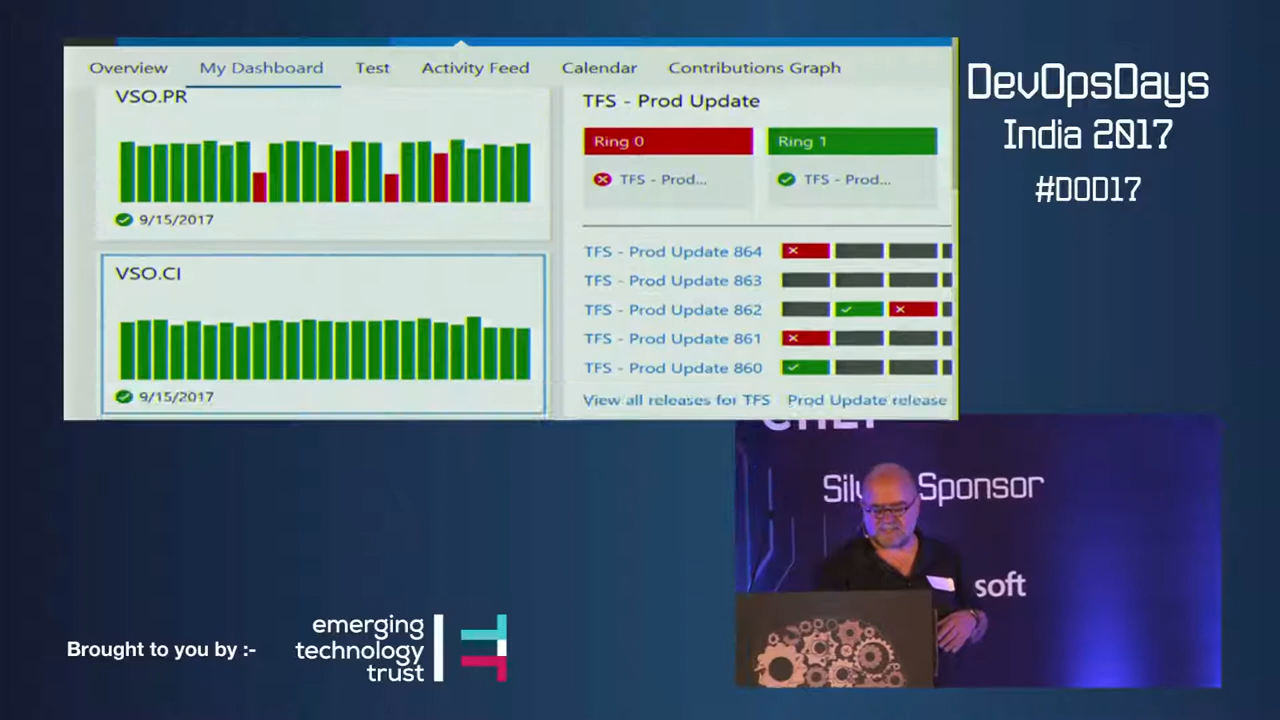 Overview My Dashboard Test Activity Feed Calendar Contributions Graph
VSO.PR
9/15/2017
VSO.CI
9/15/2017
TFS - Prod Update
Ring 0 Ring 1
TFS - Prod... TFS - Prod...
TFS - Prod Update 864
TFS - Prod Update 863
TFS - Prod Update 862
TFS - Prod Update 861
TFS - Prod Update 860
View all releases for TFS Prod Update release
DevOpsDays
India 2017
#DOD17
Sponsor
soft
Brought to you by :-
emerging
technology
trust